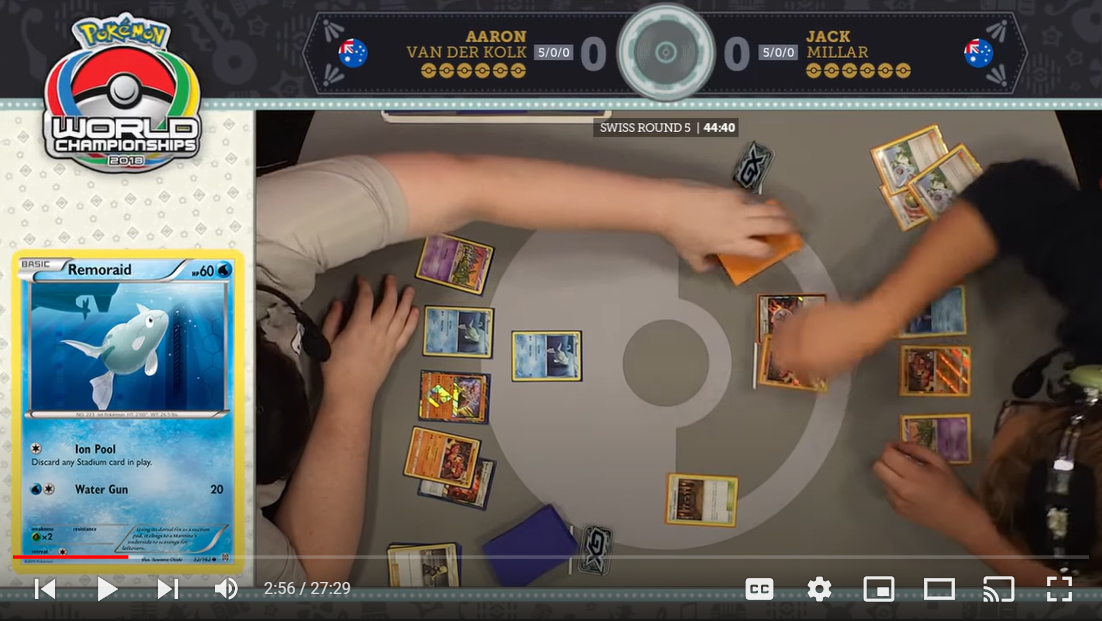 Pokémon
WORLD
CHAMPIONSHIPS
2018
AARON
VAN DER KOLK
5/0/0
0
0
5/0/0
JACK
MILLAR
SWISS ROUND 5 | 44:40
GX
BASIC
Remoraid
HP60
Ion Pool
Discard any Stadium card in play.
Water Gun 20
weakness
resistance
×2
retreat
GX
2:56 / 27:29
CC